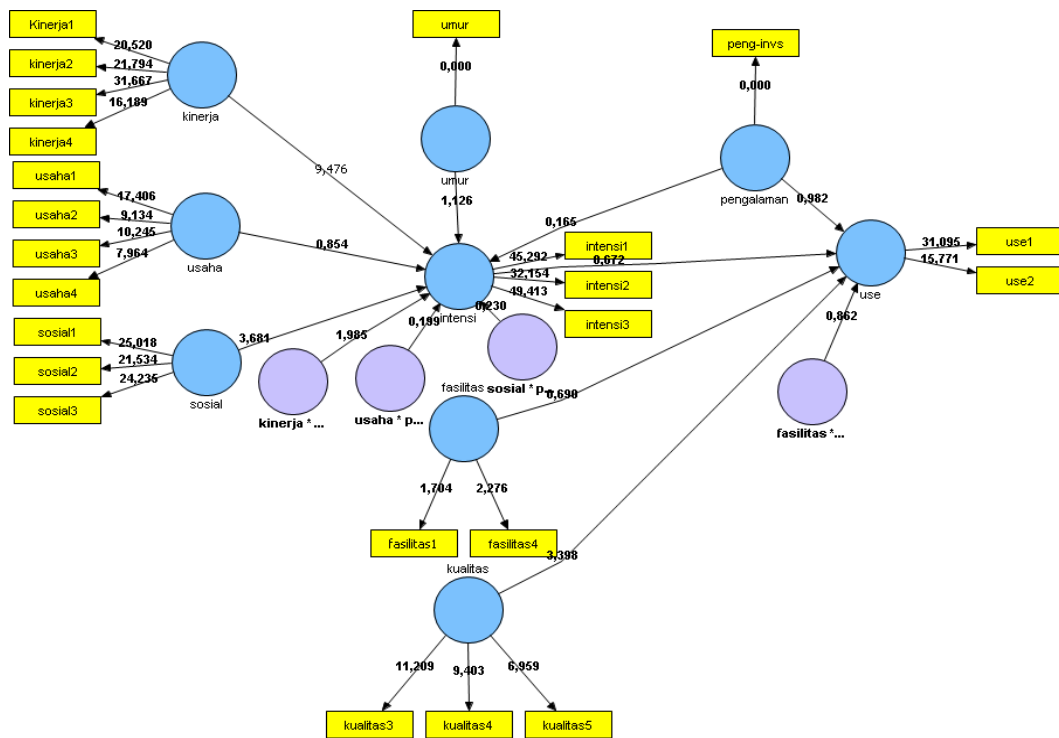 Kinerja1
20,520
kinerja2
21,794
kinerja3
31,667
kinerja4
16,189
kinerja
umur
0,000
umur
1,126
peng-invs
0,000
pengalaman
0,982
0,165
9,476
usaha1
17,406
usaha2
9,134
usaha3
10,245
usaha4
7,964
usaha
0,854
intensi1
45,292
0,672
intensi2
32,154
intensi3
49,413
intensi
use1
31,095
use2
15,771
use
sosial1
25,018
sosial2
21,534
sosial3
24,235
sosial
3,681
1,985
kinerja * ...
0,199
usaha * p...
0,230
sosial * p...
fasilitas
0,690
0,862
fasilitas *...
1,704
2,276
fasilitas1
fasilitas4
kualitas
3,398
11,209
9,403
6,959
kualitas3
kualitas4
kualitas5